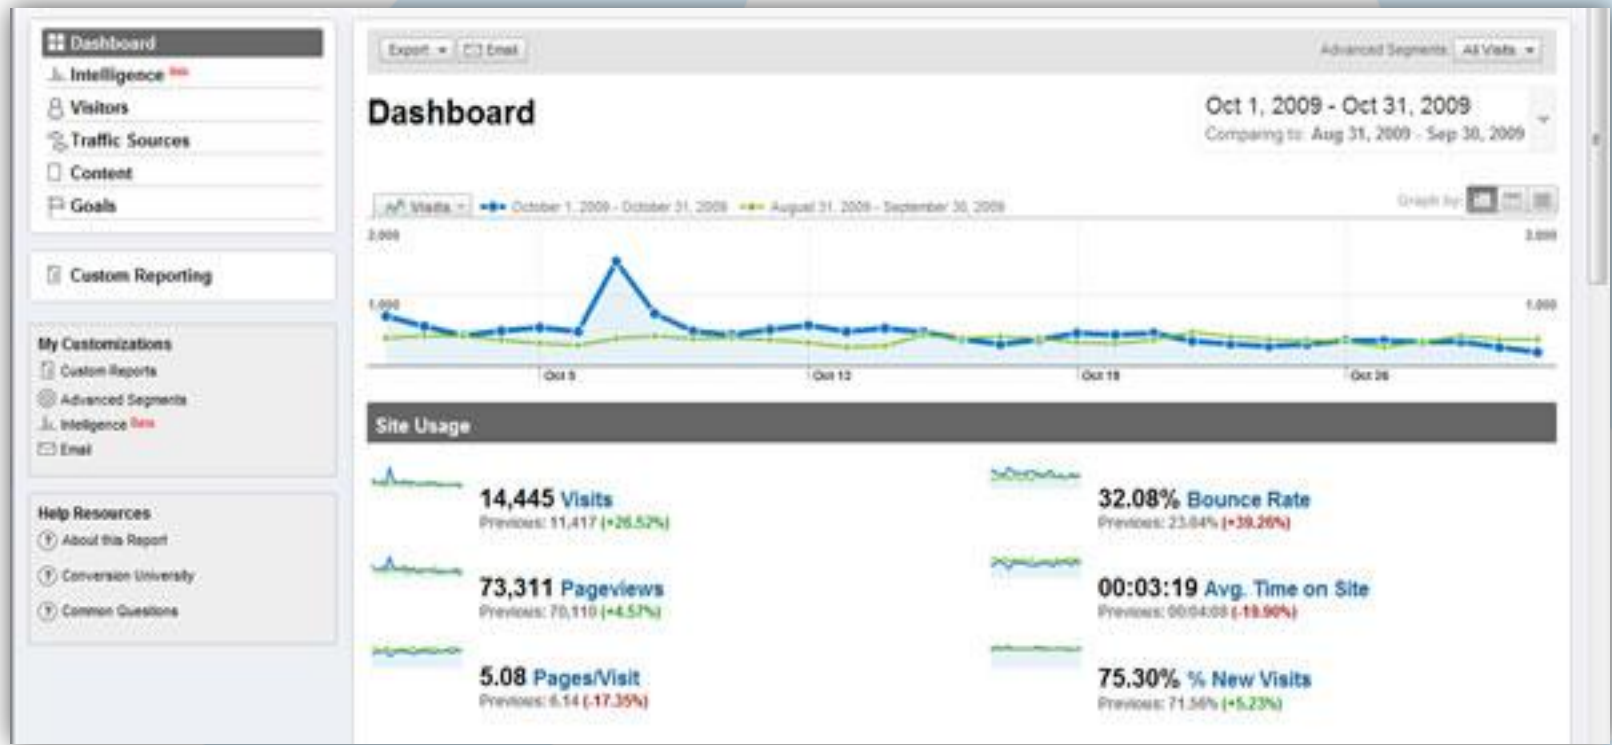 Dashboard
Intelligence Beta
Visitors
Traffic Sources
Content
Goals
Custom Reporting
My Customizations
Custom Reports
Advanced Segments
Intelligence Beta
Email
Help Resources
About this Report
Conversion University
Common Questions
Export Email
Advanced Segments: All Visits
Dashboard
Oct 1, 2009 - Oct 31, 2009
Comparing to: Aug 31, 2009 - Sep 30, 2009
Visits October 1, 2009 - October 31, 2009 August 31, 2009 - September 30, 2009
Graph by:
2,000 2,000
1,000 1,000
Oct 5 Oct 12 Oct 19 Oct 26
Site Usage
14,445 Visits
Previous: 11,417 (+26.52%)
73,311 Pageviews
Previous: 70,110 (+4.57%)
5.08 Pages/Visit
Previous: 6.14 (-17.35%)
32.08% Bounce Rate
Previous: 23.04% (+39.26%)
00:03:19 Avg. Time on Site
Previous: 00:04:08 (-19.90%)
75.30% % New Visits
Previous: 71.56% (+5.23%)